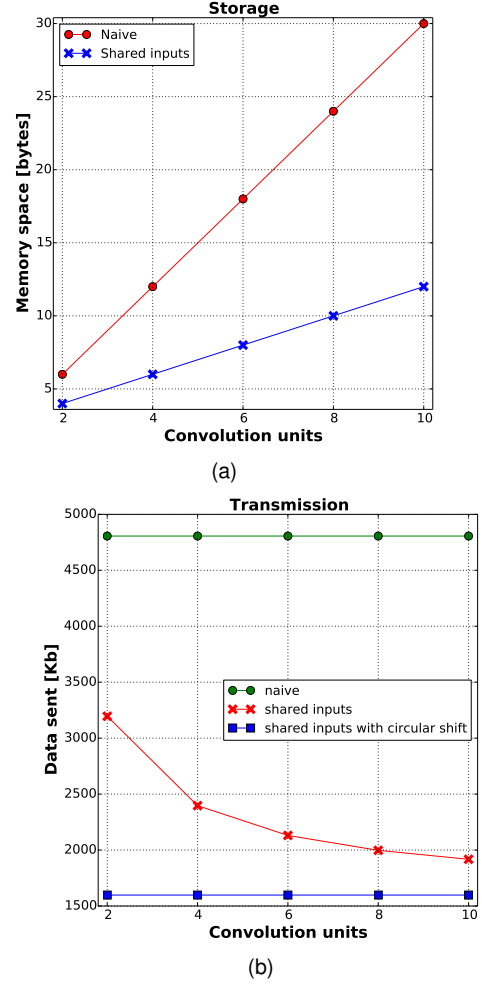 Storage
30
Naive
Shared inputs
25
20
15
10
5
Memory space [bytes]
2 4 6 8 10
Convolution units
(a)
Transmission
5000
4500
4000
3500
naive
shared inputs
shared inputs with circular shift
3000
2500
2000
1500
Data sent [Kb]
2 4 6 8 10
Convolution units
(b)